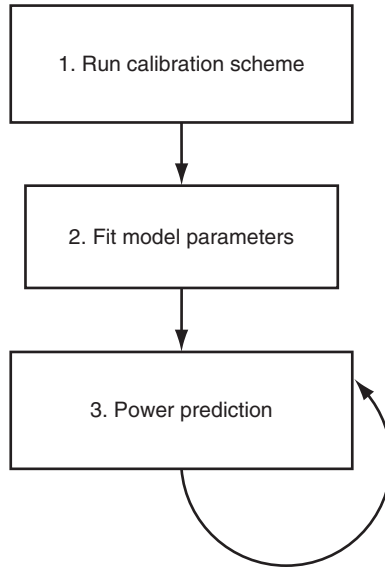 1. Run calibration scheme
2. Fit model parameters
3. Power prediction